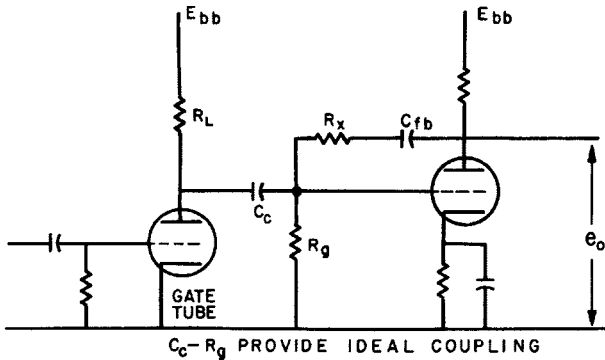 Ebb
Ebb
RL
Rx
Cfb
Cc
Rg
eo
GATE
TUBE
Cc-Rg PROVIDE IDEAL COUPLING